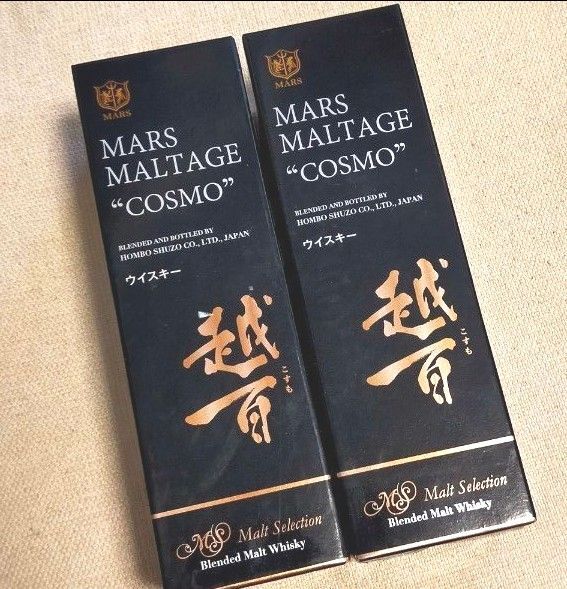 MARS
MARS
MALTAGE
“COSMO”
BLENDED AND BOTTLED BY
HOMBO SHUZO CO., LTD., JAPAN
ウイスキー
越百
こすも
MS Malt Selection
Blended Malt Whisky
MARS
MARS
MALTAGE
“COSMO”
BLENDED AND BOTTLED BY
HOMBO SHUZO CO., LTD., JAPAN
ウイスキー
越百
こすも
MS Malt Selection
Blended Malt Whisky